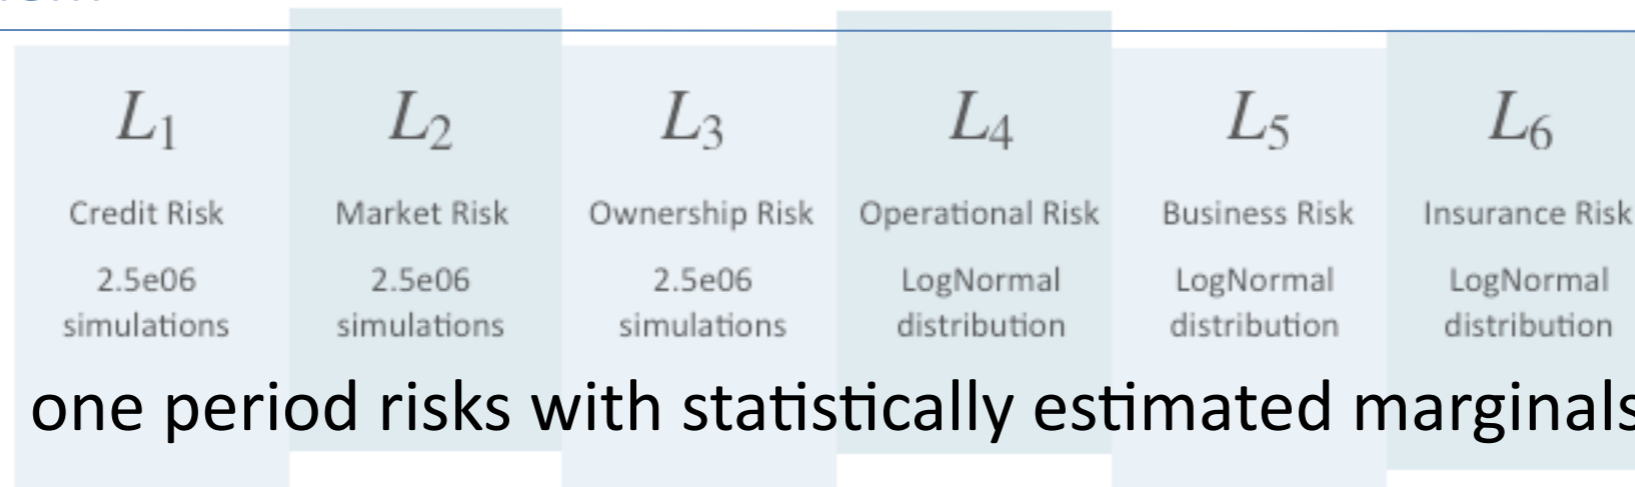 L1 L2 L3 L4 L5 L6
Credit Risk Market Risk Ownership Risk Operational Risk Business Risk Insurance Risk
2.5e06 2.5e06 2.5e06 LogNormal LogNormal LogNormal
simulations simulations simulations distribution distribution distribution
one period risks with statistically estimated marginals